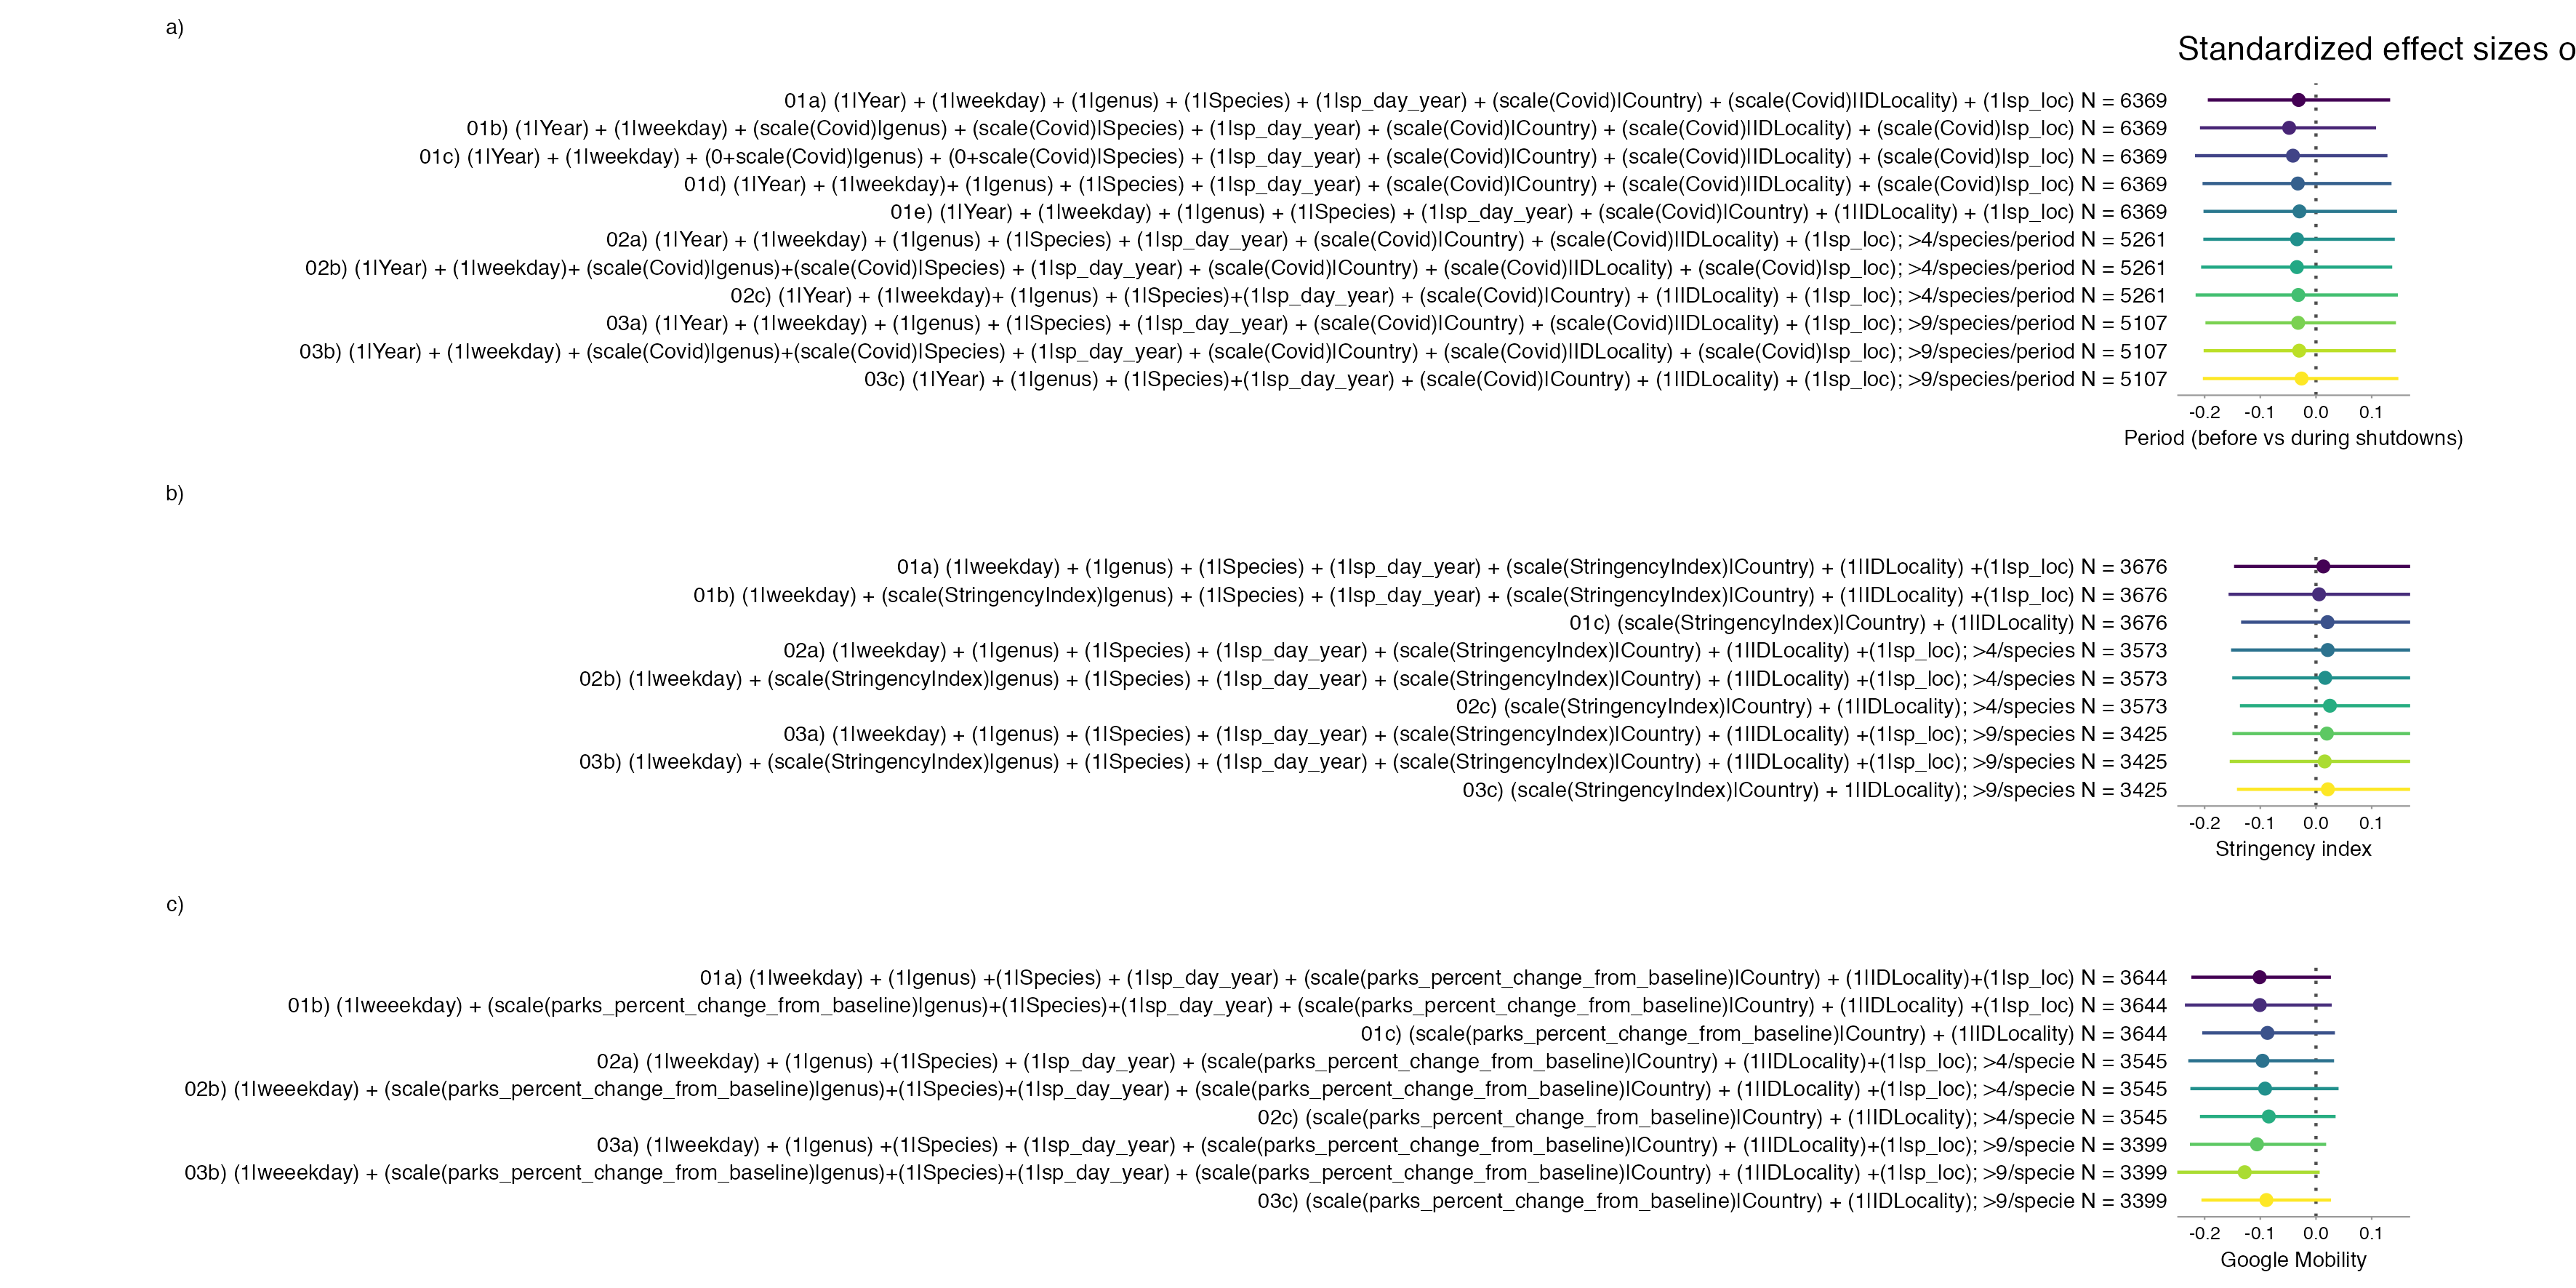 a)
Standardized effect sizes o
01a) (1|Year) + (1|weekday) + (1|genus) + (1|Species) + (1|sp_day_year) + (scale(Covid)|Country) + (scale(Covid)|IDLocality) + (1|sp_loc) N = 6369
01b) (1|Year) + (1|weekday) + (scale(Covid)|genus) + (scale(Covid)|Species) + (1|sp_day_year) + (scale(Covid)|Country) + (scale(Covid)|IDLocality) + (scale(Covid)|sp_loc) N = 6369
01c) (1|Year) + (1|weekday) + (0+scale(Covid)|genus) + (0+scale(Covid)|Species) + (1|sp_day_year) + (scale(Covid)|Country) + (scale(Covid)|IDLocality) + (scale(Covid)|sp_loc) N = 6369
01d) (1|Year) + (1|weekday)+ (1|genus) + (1|Species) + (1|sp_day_year) + (scale(Covid)|Country) + (scale(Covid)|IDLocality) + (scale(Covid)|sp_loc) N = 6369
01e) (1|Year) + (1|weekday) + (1|genus) + (1|Species) + (1|sp_day_year) + (scale(Covid)|Country) + (1|IDLocality) + (1|sp_loc) N = 6369
02a) (1|Year) + (1|weekday) + (1|genus) + (1|Species) + (1|sp_day_year) + (scale(Covid)|Country) + (scale(Covid)|IDLocality) + (1|sp_loc); >4/species/period N = 5261
02b) (1|Year) + (1|weekday)+ (scale(Covid)|genus)+(scale(Covid)|Species) + (1|sp_day_year) + (scale(Covid)|Country) + (scale(Covid)|IDLocality) + (scale(Covid)|sp_loc); >4/species/period N = 5261
02c) (1|Year) + (1|weekday)+ (1|genus) + (1|Species)+(1|sp_day_year) + (scale(Covid)|Country) + (1|IDLocality) + (1|sp_loc); >4/species/period N = 5261
03a) (1|Year) + (1|weekday) + (1|genus) + (1|Species) + (1|sp_day_year) + (scale(Covid)|Country) + (scale(Covid)|IDLocality) + (1|sp_loc); >9/species/period N = 5107
03b) (1|Year) + (1|weekday) + (scale(Covid)|genus)+(scale(Covid)|Species) + (1|sp_day_year) + (scale(Covid)|Country) + (scale(Covid)|IDLocality) + (scale(Covid)|sp_loc); >9/species/period N = 5107
03c) (1|Year) + (1|genus) + (1|Species)+(1|sp_day_year) + (scale(Covid)|Country) + (1|IDLocality) + (1|sp_loc); >9/species/period N = 5107
-0.2 -0.1 0.0 0.1
Period (before vs during shutdowns)
b)
01a) (1|weekday) + (1|genus) + (1|Species) + (1|sp_day_year) + (scale(StringencyIndex)|Country) + (1|IDLocality) +(1|sp_loc) N = 3676
01b) (1|weekday) + (scale(StringencyIndex)|genus) + (1|Species) + (1|sp_day_year) + (scale(StringencyIndex)|Country) + (1|IDLocality) +(1|sp_loc) N = 3676
01c) (scale(StringencyIndex)|Country) + (1|IDLocality) N = 3676
02a) (1|weekday) + (1|genus) + (1|Species) + (1|sp_day_year) + (scale(StringencyIndex)|Country) + (1|IDLocality) +(1|sp_loc); >4/species N = 3573
02b) (1|weekday) + (scale(StringencyIndex)|genus) + (1|Species) + (1|sp_day_year) + (scale(StringencyIndex)|Country) + (1|IDLocality) +(1|sp_loc); >4/species N = 3573
02c) (scale(StringencyIndex)|Country) + (1|IDLocality); >4/species N = 3573
03a) (1|weekday) + (1|genus) + (1|Species) + (1|sp_day_year) + (scale(StringencyIndex)|Country) + (1|IDLocality) +(1|sp_loc); >9/species N = 3425
03b) (1|weekday) + (scale(StringencyIndex)|genus) + (1|Species) + (1|sp_day_year) + (scale(StringencyIndex)|Country) + (1|IDLocality) +(1|sp_loc); >9/species N = 3425
03c) (scale(StringencyIndex)|Country) + 1|IDLocality); >9/species N = 3425
-0.2 -0.1 0.0 0.1
Stringency index
c)
01a) (1|weekday) + (1|genus) +(1|Species) + (1|sp_day_year) + (scale(parks_percent_change_from_baseline)|Country) + (1|IDLocality)+(1|sp_loc) N = 3644
01b) (1|weeekday) + (scale(parks_percent_change_from_baseline)|genus)+(1|Species)+(1|sp_day_year) + (scale(parks_percent_change_from_baseline)|Country) + (1|IDLocality) +(1|sp_loc) N = 3644
01c) (scale(parks_percent_change_from_baseline)|Country) + (1|IDLocality) N = 3644
02a) (1|weekday) + (1|genus) +(1|Species) + (1|sp_day_year) + (scale(parks_percent_change_from_baseline)|Country) + (1|IDLocality)+(1|sp_loc); >4/specie N = 3545
02b) (1|weeekday) + (scale(parks_percent_change_from_baseline)|genus)+(1|Species)+(1|sp_day_year) + (scale(parks_percent_change_from_baseline)|Country) + (1|IDLocality) +(1|sp_loc); >4/specie N = 3545
02c) (scale(parks_percent_change_from_baseline)|Country) + (1|IDLocality); >4/specie N = 3545
03a) (1|weekday) + (1|genus) +(1|Species) + (1|sp_day_year) + (scale(parks_percent_change_from_baseline)|Country) + (1|IDLocality)+(1|sp_loc); >9/specie N = 3399
03b) (1|weeekday) + (scale(parks_percent_change_from_baseline)|genus)+(1|Species)+(1|sp_day_year) + (scale(parks_percent_change_from_baseline)|Country) + (1|IDLocality) +(1|sp_loc); >9/specie N = 3399
03c) (scale(parks_percent_change_from_baseline)|Country) + (1|IDLocality); >9/specie N = 3399
-0.2 -0.1 0.0 0.1
Google Mobility